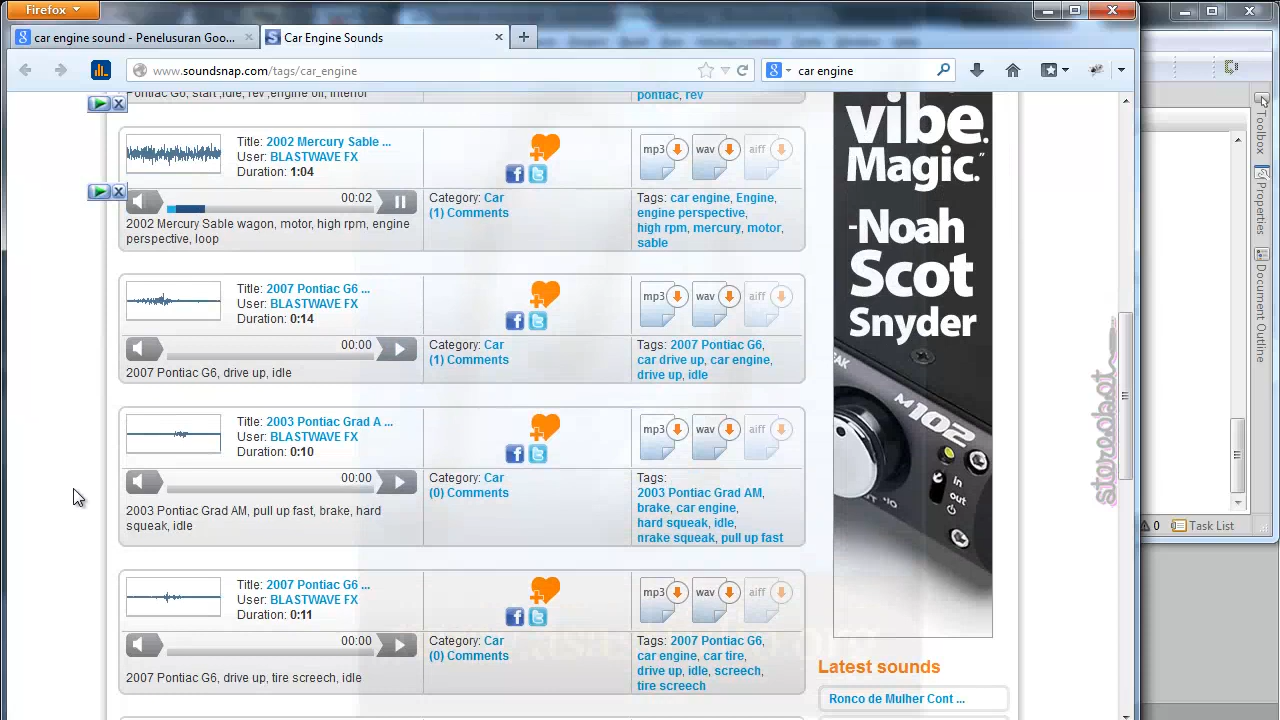 Firefox
car engine sound - Penelusuran Goo...
Car Engine Sounds
www.soundsnap.com/tags/car_engine
car engine
Pontiac G6, start ,idle, rev ,engine oil, interior
pontiac, rev
Title: 2002 Mercury Sable ...
User: BLASTWAVE FX
Duration: 1:04
mp3
wav
aiff
00:02
Category: Car
(1) Comments
Tags: car engine, Engine,
engine perspective,
high rpm, mercury, motor,
sable
2002 Mercury Sable wagon, motor, high rpm, engine
perspective, loop
Title: 2007 Pontiac G6 ...
User: BLASTWAVE FX
Duration: 0:14
mp3
wav
aiff
00:00
Category: Car
(1) Comments
Tags: 2007 Pontiac G6,
car drive up, car engine,
drive up, idle
2007 Pontiac G6, drive up, idle
Title: 2003 Pontiac Grad A ...
User: BLASTWAVE FX
Duration: 0:10
mp3
wav
aiff
00:00
Category: Car
(0) Comments
Tags:
2003 Pontiac Grad AM,
brake, car engine,
hard squeak, idle,
nrake squeak, pull up fast
2003 Pontiac Grad AM, pull up fast, brake, hard
squeak, idle
Title: 2007 Pontiac G6 ...
User: BLASTWAVE FX
Duration: 0:11
mp3
wav
aiff
00:00
Category: Car
(0) Comments
Tags: 2007 Pontiac G6,
car engine, car tire,
drive up, idle, screech,
tire screech
2007 Pontiac G6, drive up, tire screech, idle
vibe.
Magic."
-Noah
Scot
Snyder
M102
in
out
Latest sounds
Ronco de Mulher Cont ...
Toolbox
Properties
Document Outline
0
Task List